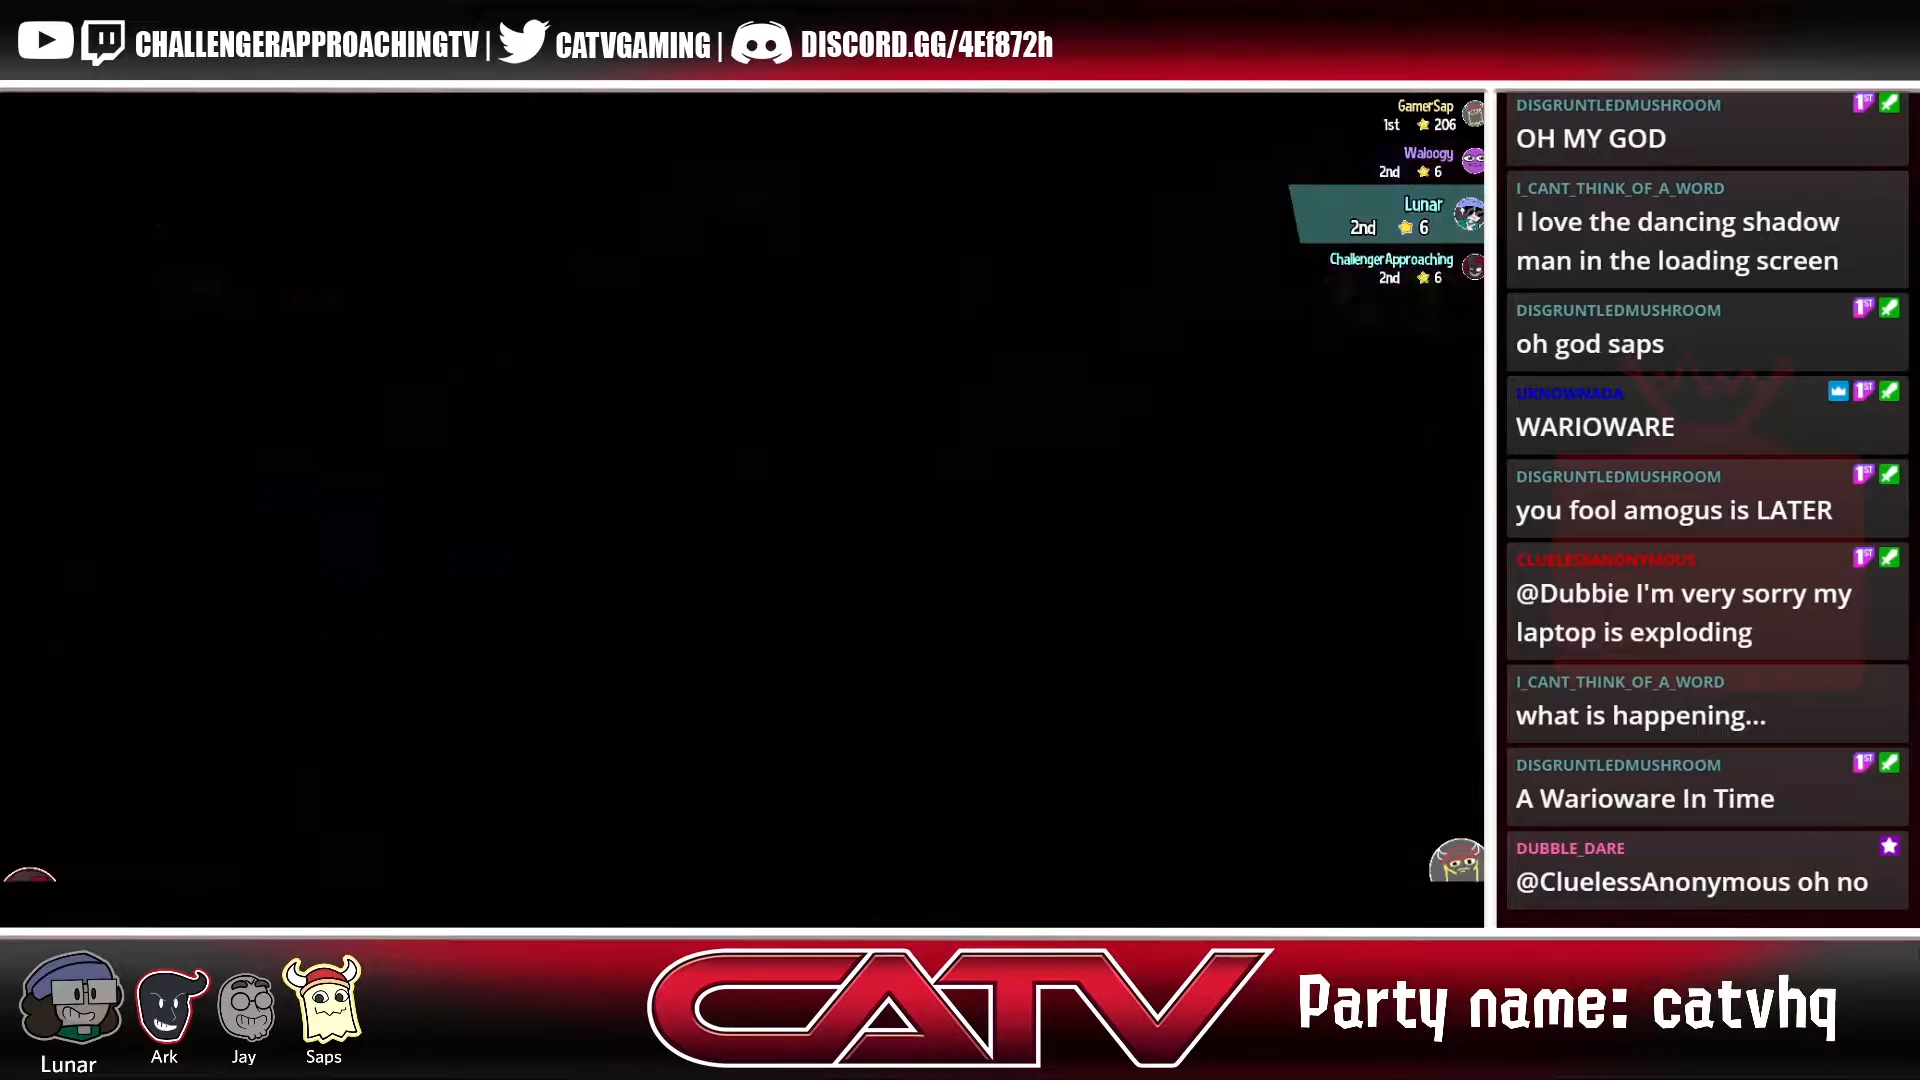 CHALLENGERAPPROACHINGTV | CATVGAMING | DISCORD.GG/4Ef872h
GamerSap
1st 206
Waloogy
2nd 6
Lunar
2nd 6
ChallengerApproaching
2nd 6
DISGRUNTLEDMUSHROOM
OH MY GOD
I_CANT_THINK_OF_A_WORD
I love the dancing shadow
man in the loading screen
DISGRUNTLEDMUSHROOM
oh god saps
UKNOWWADA
WARIOWARE
DISGRUNTLEDMUSHROOM
you fool amogus is LATER
CLUELESSANONYMOUS
@Dubbie I'm very sorry my
laptop is exploding
I_CANT_THINK_OF_A_WORD
what is happening...
DISGRUNTLEDMUSHROOM
A Warioware In Time
DUBBLE_DARE
@CluelessAnonymous oh no
Lunar
Ark
Jay
Saps
CATV
Party name: catvhq